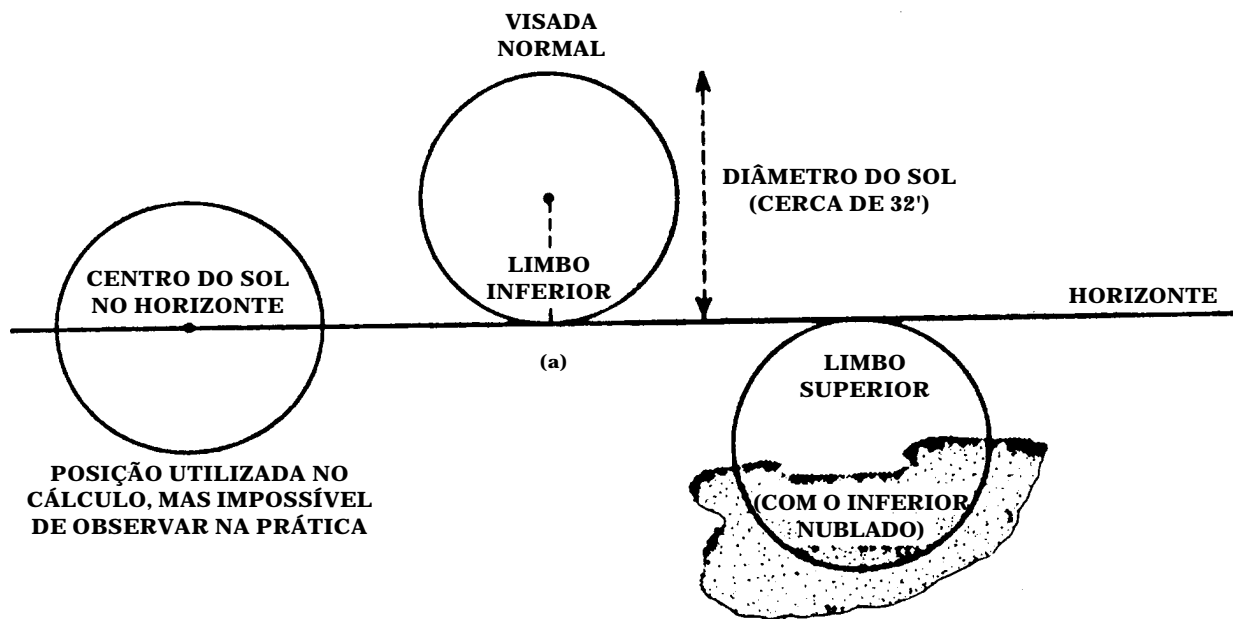 VISADA
NORMAL
DIÂMETRO DO SOL
(CERCA DE 32')
CENTRO DO SOL
NO HORIZONTE
LIMBO
INFERIOR
HORIZONTE
(a)
LIMBO
SUPERIOR
POSIÇÃO UTILIZADA NO
CÁLCULO, MAS IMPOSSÍVEL
DE OBSERVAR NA PRÁTICA
(COM O INFERIOR
NUBLADO)